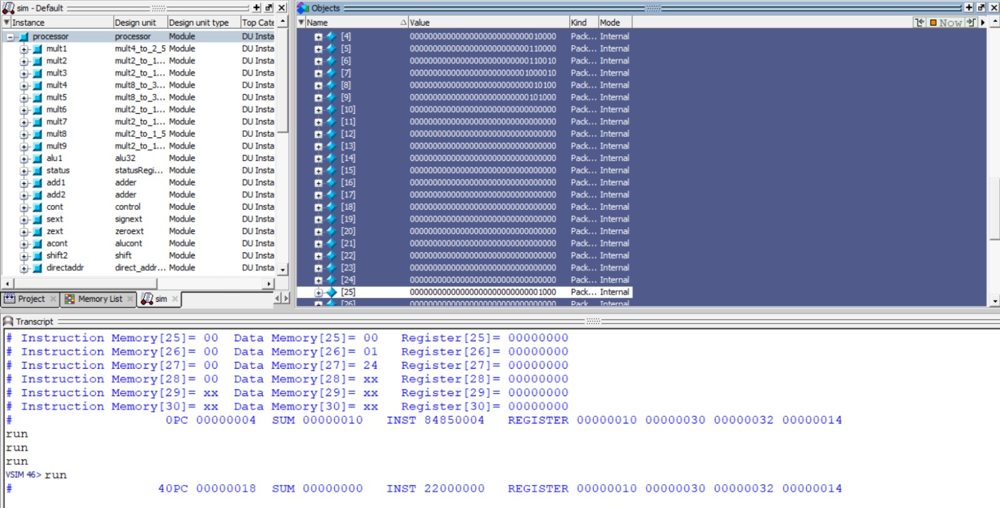 sim - Default
Instance Design unit Design unit type Top Cate
processor processor Module DU Insta
mult1 mult4_to_2_5 Module DU Insta
mult2 mult2_to_1... Module DU Insta
mult3 mult2_to_1... Module DU Insta
mult4 mult8_to_3... Module DU Insta
mult5 mult8_to_3... Module DU Insta
mult6 mult2_to_1... Module DU Insta
mult7 mult2_to_1... Module DU Insta
mult8 mult2_to_1_5 Module DU Insta
mult9 mult2_to_1... Module DU Insta
alu1 alu32 Module DU Insta
status statusRegi... Module DU Insta
add1 adder Module DU Insta
add2 adder Module DU Insta
cont control Module DU Insta
sext signext Module DU Insta
zext zeroext Module DU Insta
acont alucont Module DU Insta
shift2 shift Module DU Insta
directaddr direct_addr... Module DU Insta
Project Memory List sim
Objects
Name Value Kind Mode Now
[4] 00000000000000000000000000010000 Pack... Internal
[5] 00000000000000000000000000110000 Pack... Internal
[6] 00000000000000000000000000110010 Pack... Internal
[7] 00000000000000000000000001000010 Pack... Internal
[8] 00000000000000000000000000010100 Pack... Internal
[9] 00000000000000000000000000101000 Pack... Internal
[10] 00000000000000000000000000000000 Pack... Internal
[11] 00000000000000000000000000000000 Pack... Internal
[12] 00000000000000000000000000000000 Pack... Internal
[13] 00000000000000000000000000000000 Pack... Internal
[14] 00000000000000000000000000000000 Pack... Internal
[15] 00000000000000000000000000000000 Pack... Internal
[16] 00000000000000000000000000000000 Pack... Internal
[17] 00000000000000000000000000000000 Pack... Internal
[18] 00000000000000000000000000000000 Pack... Internal
[19] 00000000000000000000000000000000 Pack... Internal
[20] 00000000000000000000000000000000 Pack... Internal
[21] 00000000000000000000000000000000 Pack... Internal
[22] 00000000000000000000000000000000 Pack... Internal
[23] 00000000000000000000000000000000 Pack... Internal
[24] 00000000000000000000000000000000 Pack... Internal
[25] 00000000000000000000000000001000 Pack... Internal
[26] 00000000000000000000000000000000 Pack Internal
Transcript
# Instruction Memory[25]= 00 Data Memory[25]= 00 Register[25]= 00000000
# Instruction Memory[26]= 00 Data Memory[26]= 01 Register[26]= 00000000
# Instruction Memory[27]= 00 Data Memory[27]= 24 Register[27]= 00000000
# Instruction Memory[28]= 00 Data Memory[28]= xx Register[28]= 00000000
# Instruction Memory[29]= xx Data Memory[29]= xx Register[29]= 00000000
# Instruction Memory[30]= xx Data Memory[30]= xx Register[30]= 00000000
# 0PC 00000004 SUM 00000010 INST 84850004 REGISTER 00000010 00000030 00000032 00000014
run
run
run
VSIM 46> run
# 40PC 00000018 SUM 00000000 INST 22000000 REGISTER 00000010 00000030 00000032 00000014